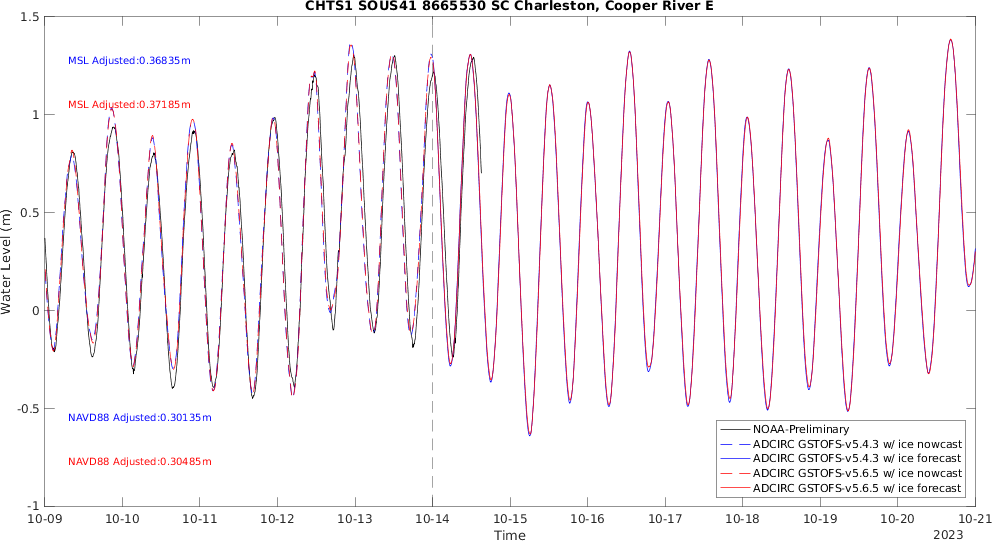 CHTS1 SOUS41 8665530 SC Charleston, Cooper River E
1.5
1
0.5
0
-0.5
-1
Water Level (m)
MSL Adjusted:0.36835m
MSL Adjusted:0.37185m
NAVD88 Adjusted:0.30135m
NAVD88 Adjusted:0.30485m
NOAA-Preliminary
ADCIRC GSTOFS-v5.4.3 w/ ice nowcast
ADCIRC GSTOFS-v5.4.3 w/ ice forecast
ADCIRC GSTOFS-v5.6.5 w/ ice nowcast
ADCIRC GSTOFS-v5.6.5 w/ ice forecast
10-09 10-10 10-11 10-12 10-13 10-14 10-15 10-16 10-17 10-18 10-19 10-20 10-21
Time
2023